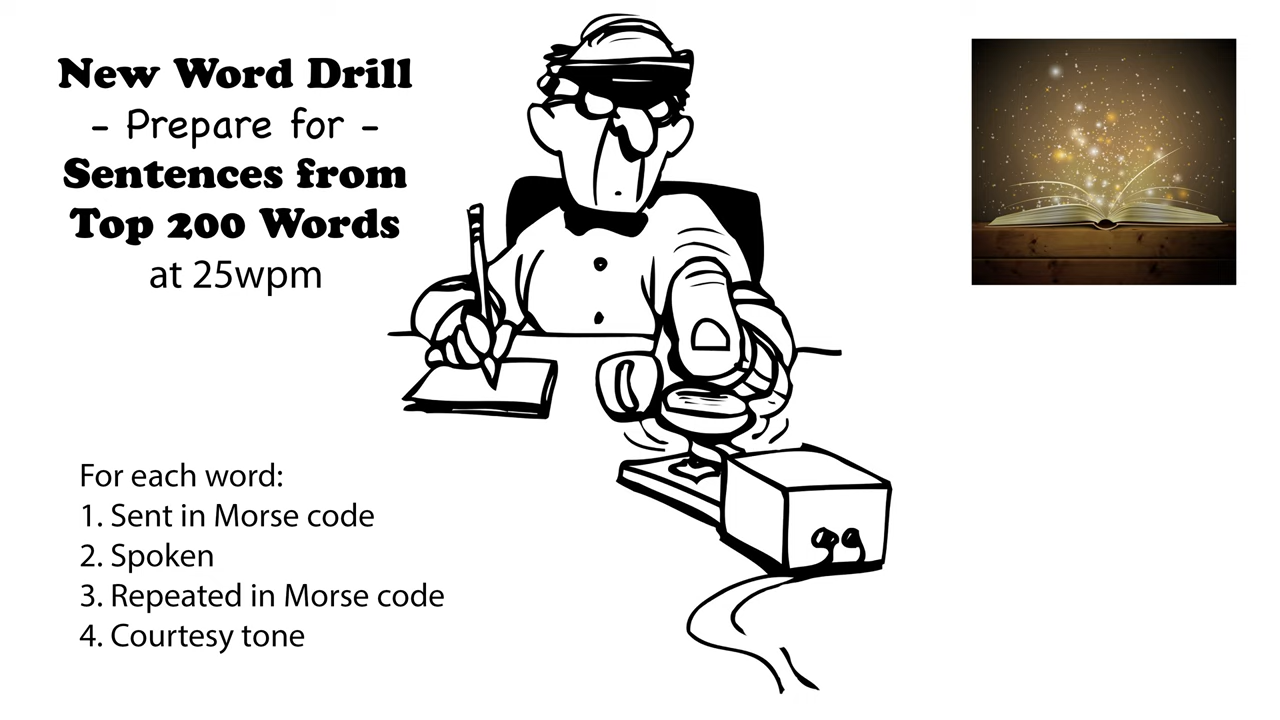 New Word Drill
- Prepare for -
Sentences from
Top 200 Words
at 25wpm
For each word:
1. Sent in Morse code
2. Spoken
3. Repeated in Morse code
4. Courtesy tone